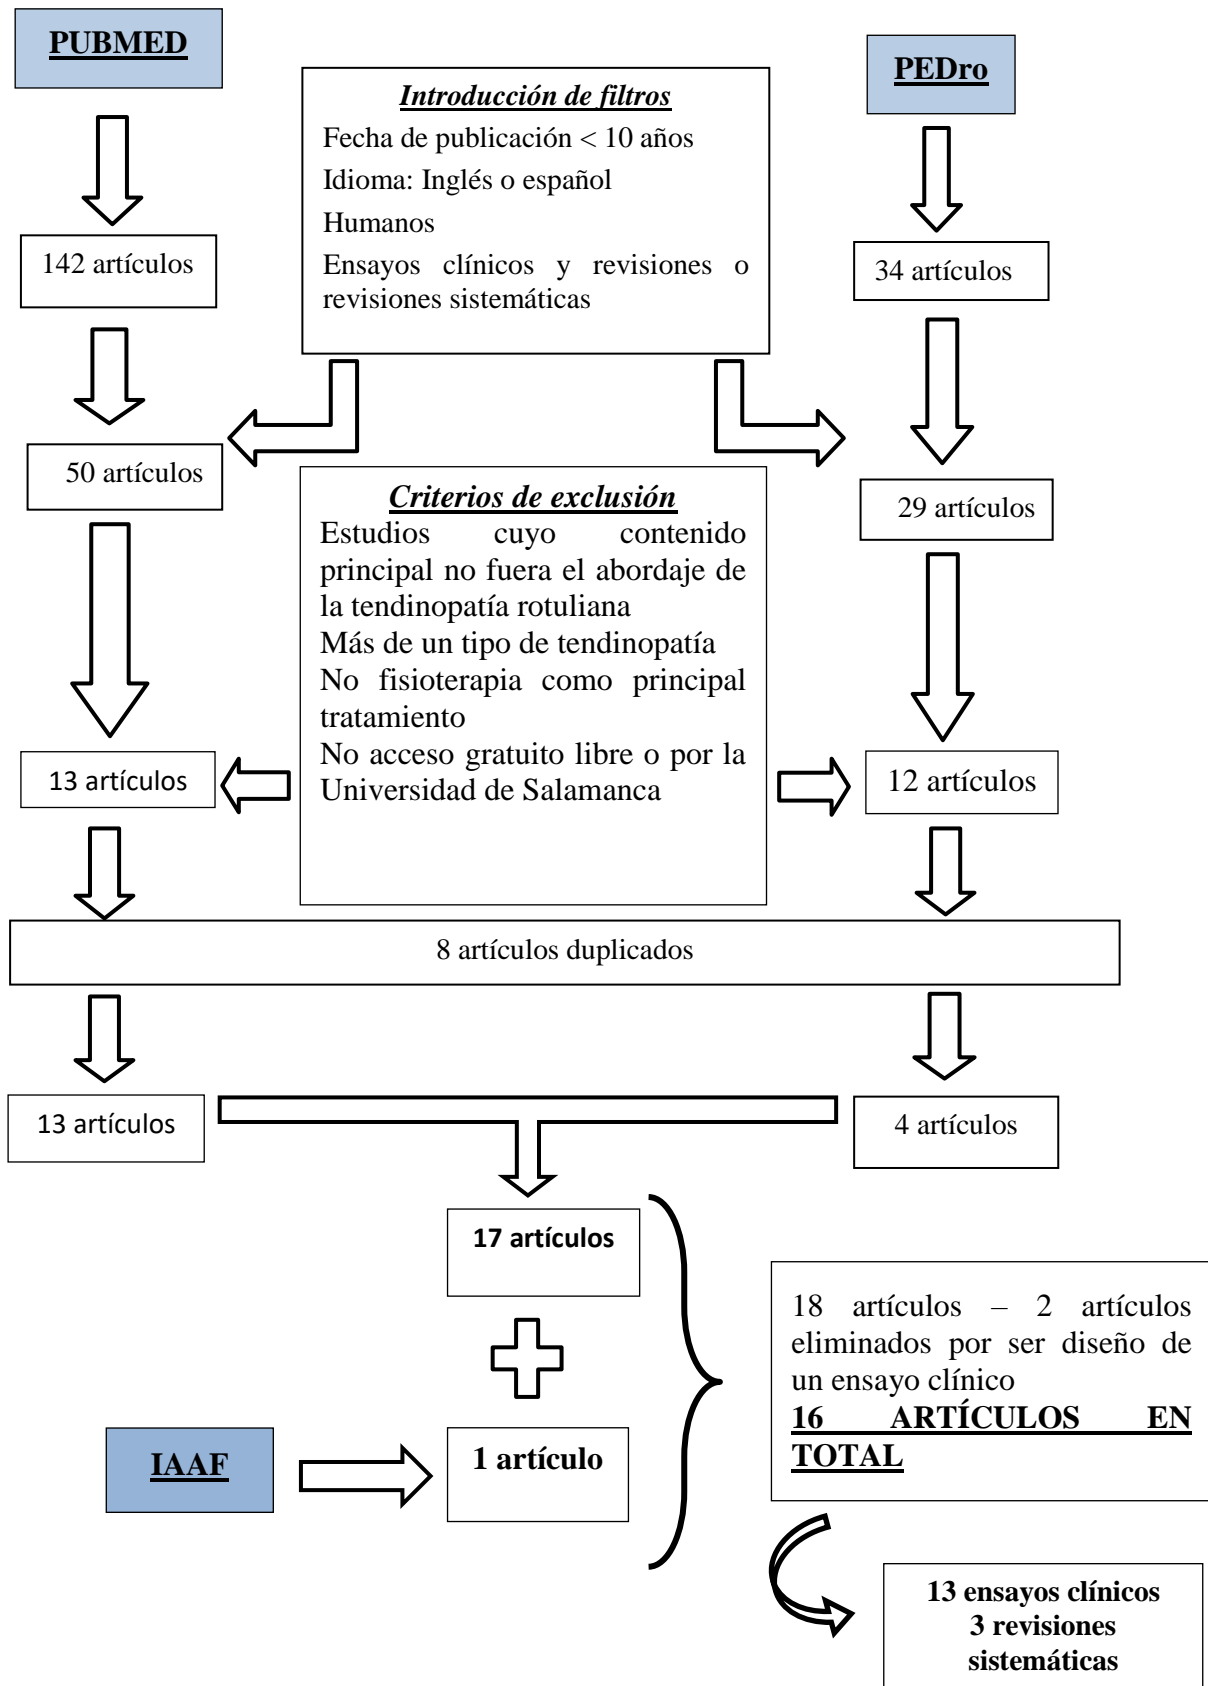 PUBMED
PEDro
Introducción de filtros
Fecha de publicación < 10 años
Idioma: Inglés o español
Humanos
Ensayos clínicos y revisiones o
revisiones sistemáticas
142 artículos
34 artículos
50 artículos
29 artículos
Criterios de exclusión
Estudios cuyo contenido
principal no fuera el abordaje de
la tendinopatía rotuliana
Más de un tipo de tendinopatía
No fisioterapia como principal
tratamiento
No acceso gratuito libre o por la
Universidad de Salamanca
13 artículos
12 artículos
8 artículos duplicados
13 artículos
4 artículos
17 artículos
18 artículos – 2 artículos
eliminados por ser diseño de
un ensayo clínico
16 ARTÍCULOS EN
TOTAL
IAAF
1 artículo
13 ensayos clínicos
3 revisiones
sistemáticas